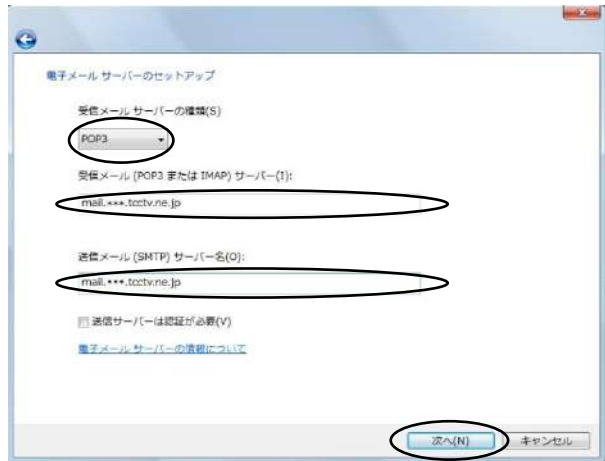 電子メール サーバーのセットアップ
受信メール サーバーの種類(S)
POP3
受信メール (POP3 または IMAP) サーバー(I):
mail.***.tcctv.ne.jp
送信メール (SMTP) サーバー名(O):
mail.***.tcctv.ne.jp
送信サーバーは認証が必要(V)
電子メール サーバーの情報について
次へ(N)
キャンセル